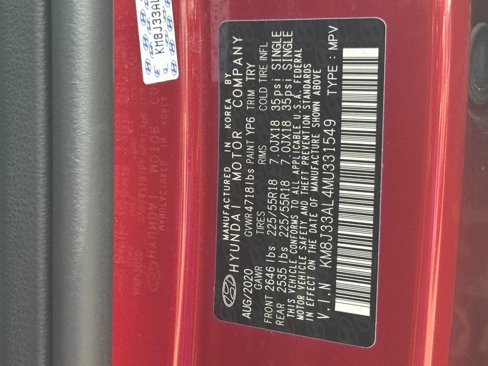 KM8J33AL
MANUFACTURED IN KOREA BY
HYUNDAI MOTOR COMPANY
AUG/2020 GVWR 4718 lbs PAINT YP6 TRIM TRY
GAWR TIRES RIMS COLD TIRE INFL
FRONT 2646 lbs 225/55R18 7.0JX18 35psi SINGLE
REAR 2535 lbs 225/55R18 7.0JX18 35psi SINGLE
THIS VEHICLE CONFORMS TO ALL APPLICABLE U.S.A. FEDERAL
MOTOR VEHICLE SAFETY AND THEFT PREVENTION STANDARDS
IN EFFECT ON THE DATE OF MANUFACTURE SHOWN ABOVE
V.I.N KM8J33AL4MU331549 TYPE : MPV